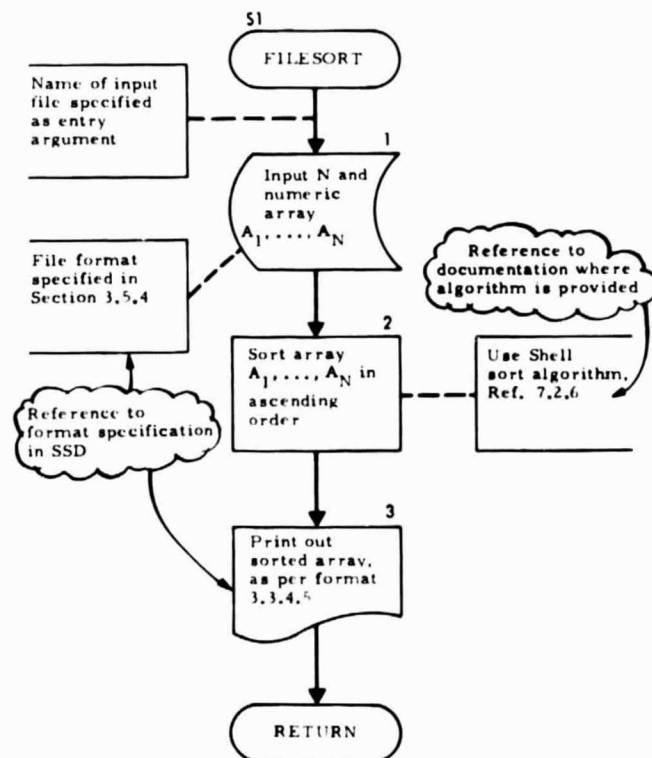 S1
FILESORT
Name of input
file specified
as entry
argument
1
Input N and
numeric
array
A1, . . . , AN
File format
specified in
Section 3.5.4
Reference to
documentation where
algorithm is provided
2
Sort array
A1, . . . , AN in
ascending
order
Use Shell
sort algorithm,
Ref. 7.2.6
Reference to
format specification
in SSD
3
Print out
sorted array,
as per format
3.3.4.5
RETURN